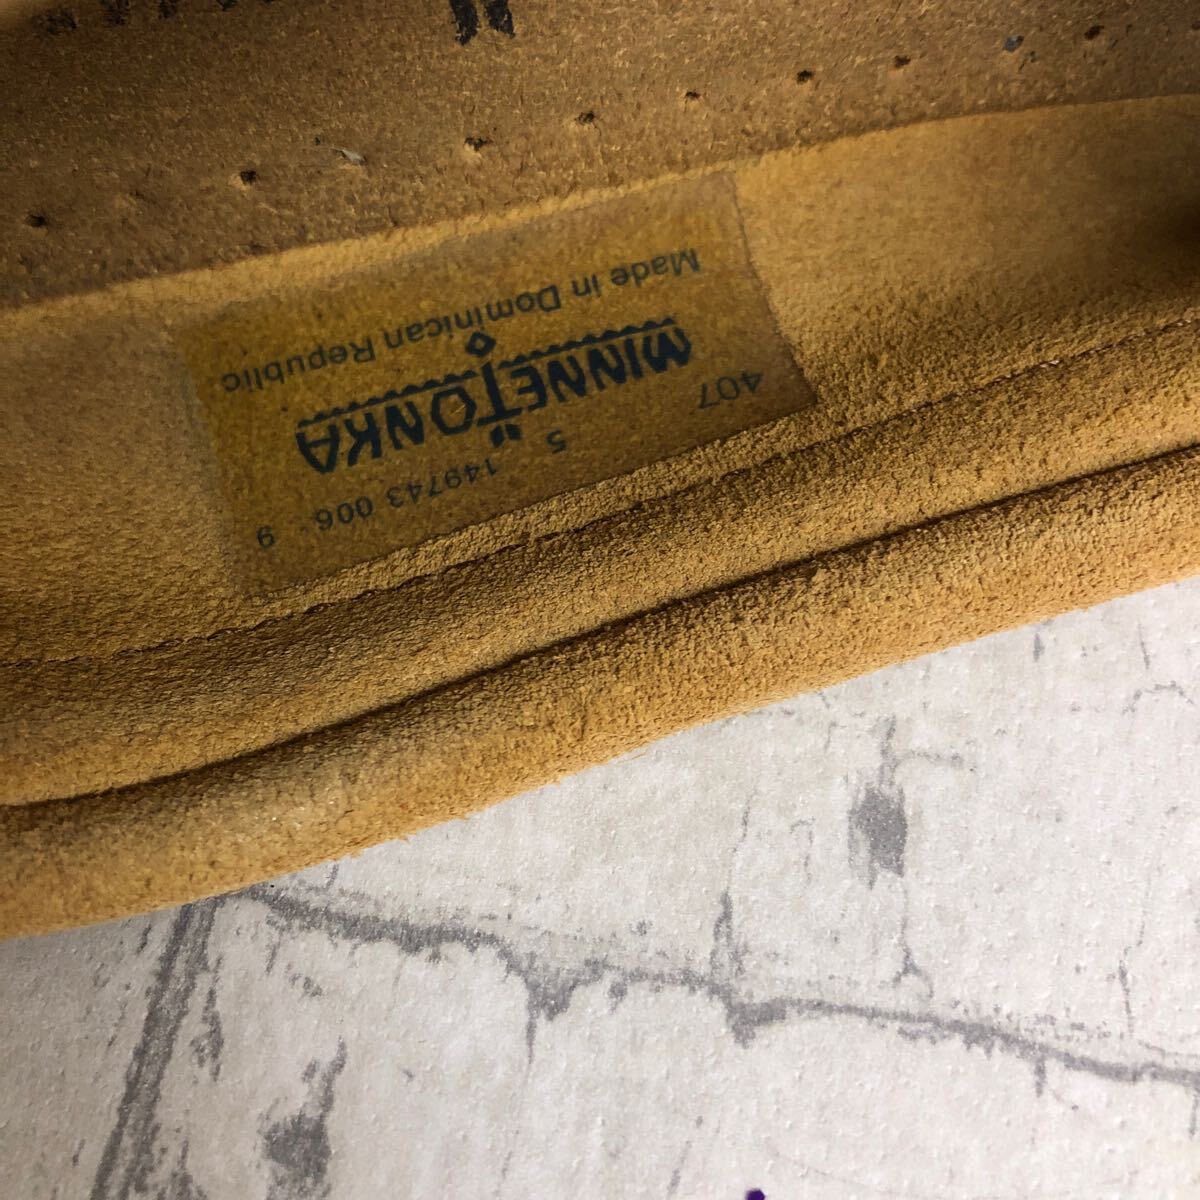 407 5
149743 006 - 9
MINNETONKA
Made in Dominican Republic